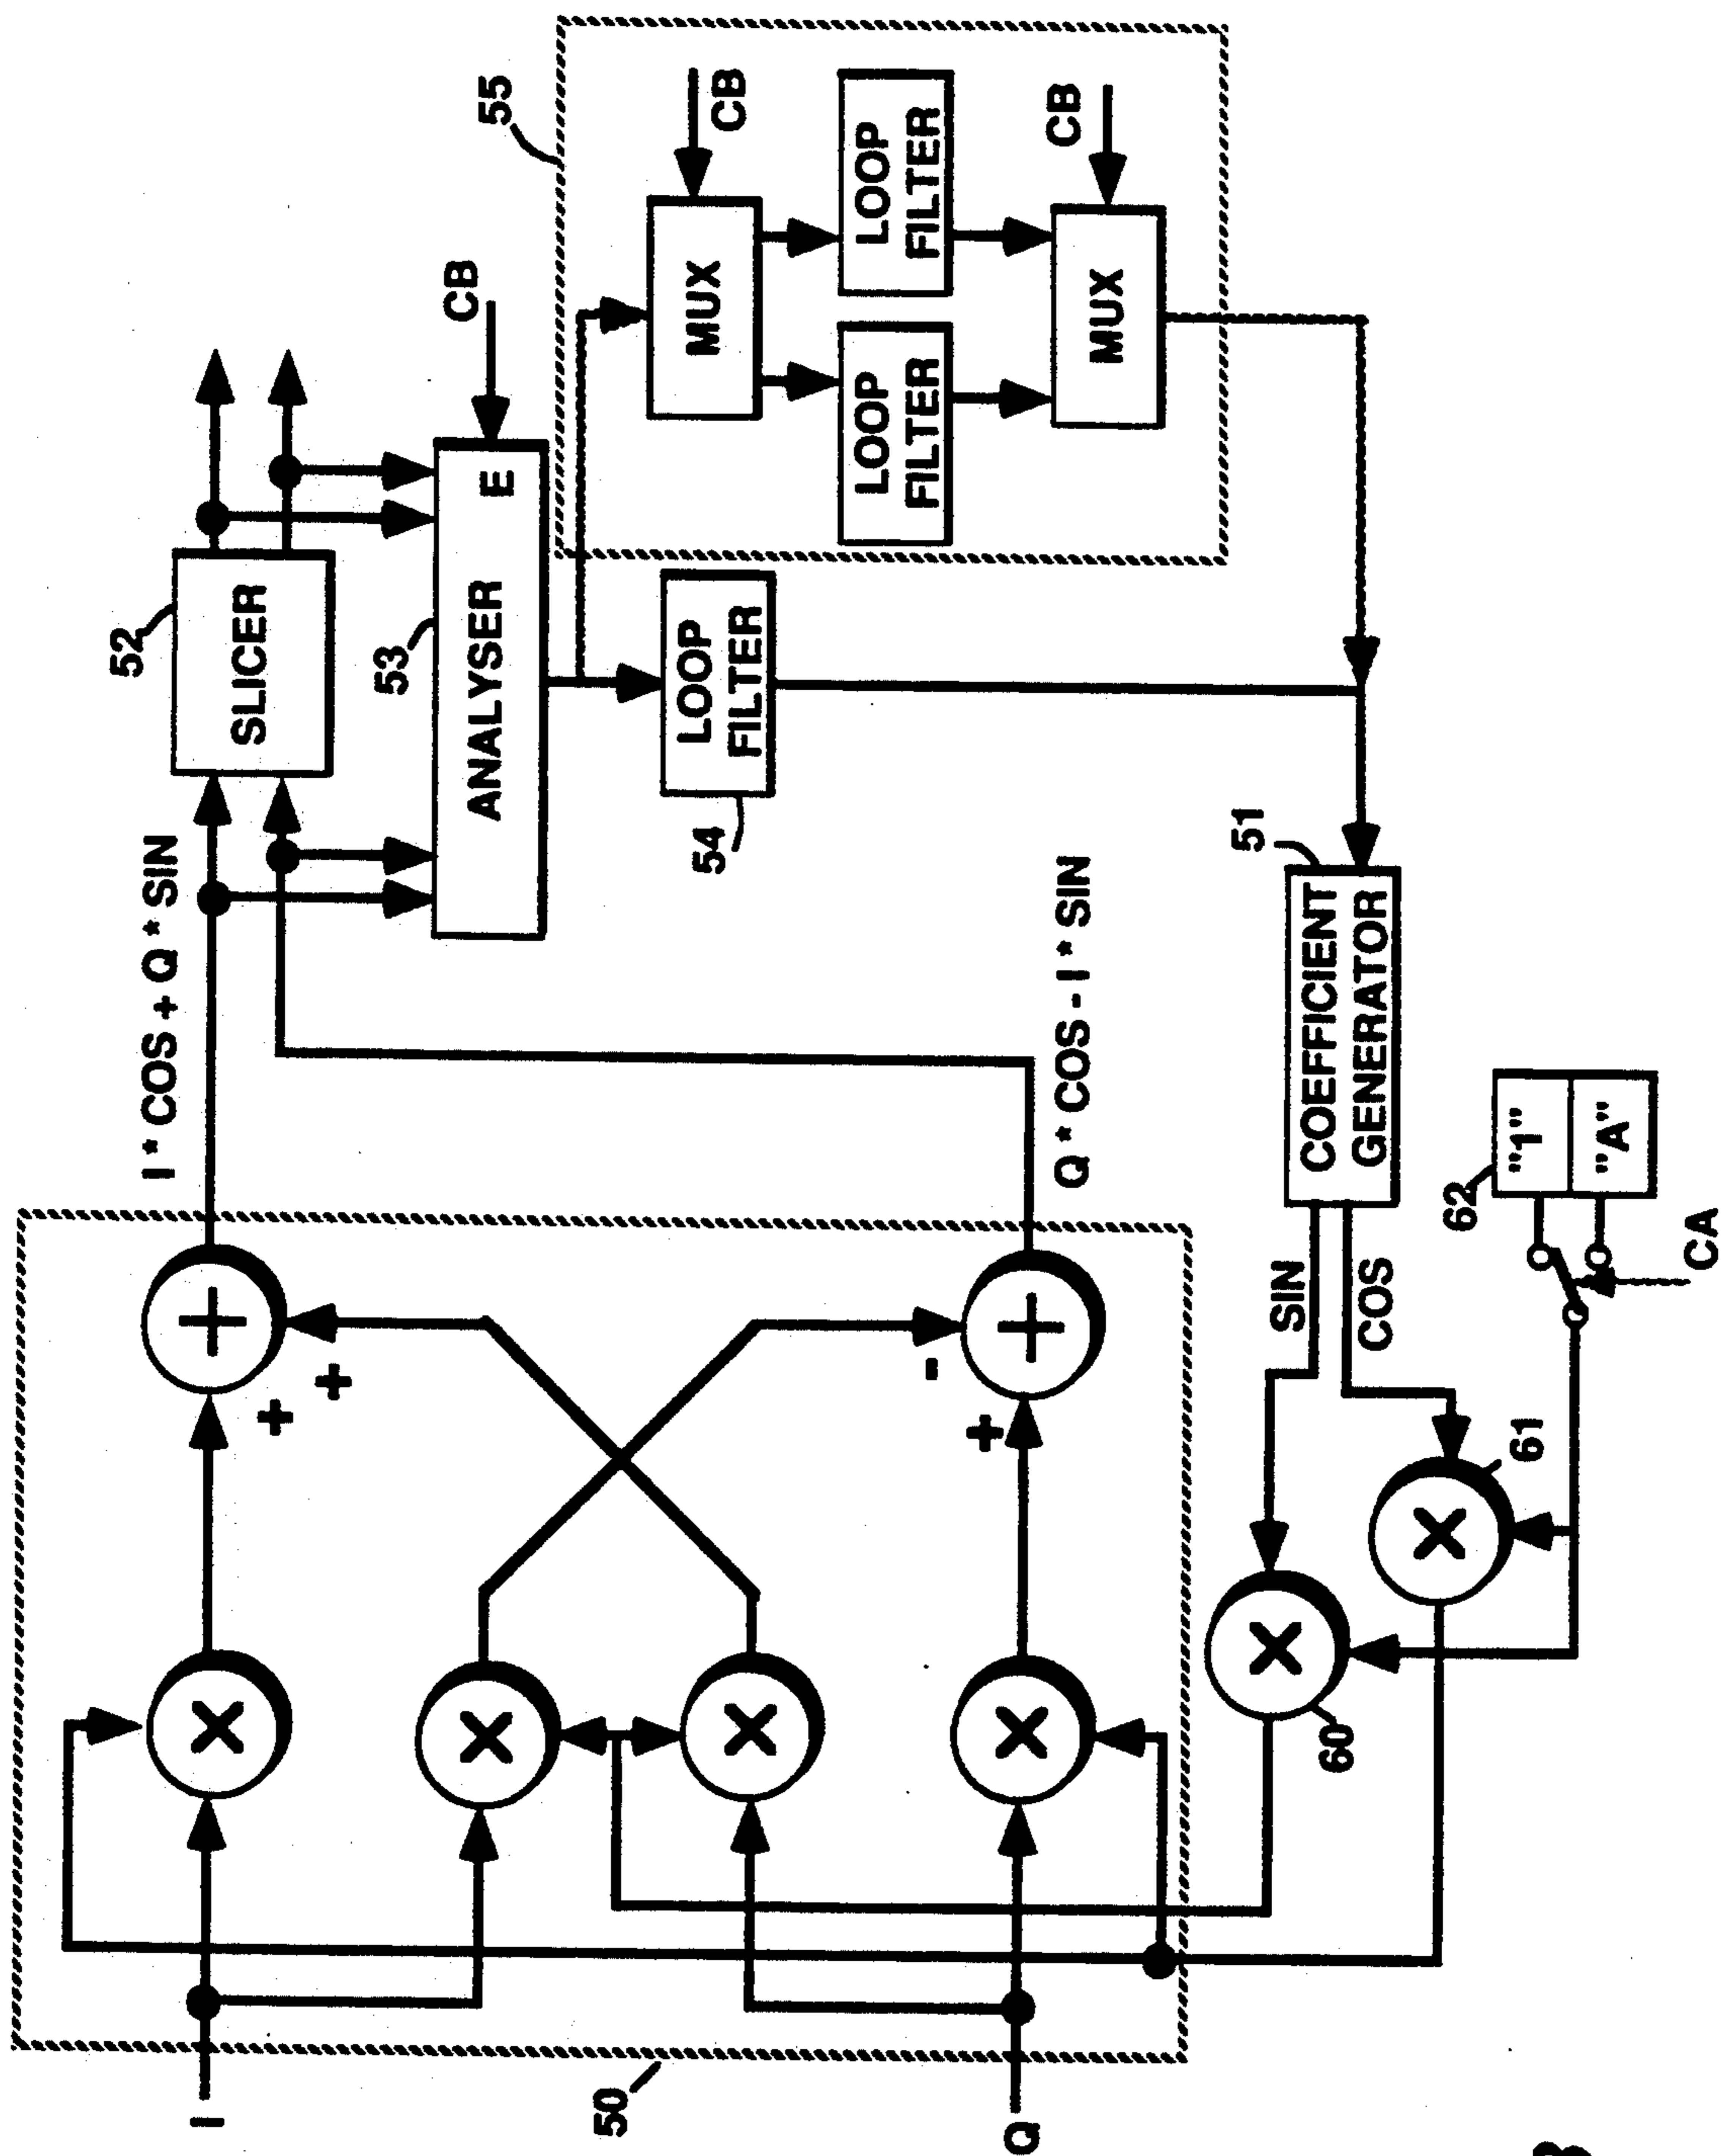 I
Q
50
I * COS + Q * SIN
Q * COS - I * SIN
+
+
+
-
52
SLICER
53
ANALYSER
E
CB
54
LOOP
FILTER
55
MUX
CB
LOOP
FILTER
LOOP
FILTER
MUX
CB
51
COEFFICIENT
GENERATOR
SIN
COS
60
61
62
"1"
"A"
CA